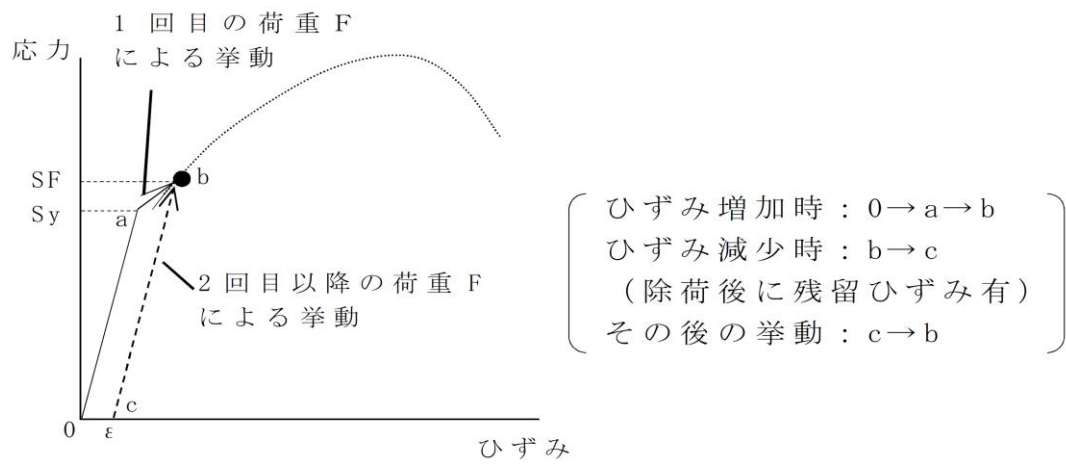 1 回目の荷重F
による挙動
応力
SF
b
Sy
a
2回目以降の荷重F
による挙動
c
0
ε
ひずみ
ひずみ増加時：0→a→b
ひずみ減少時：b→c
（除荷後に残留ひずみ有）
その後の挙動：c→b